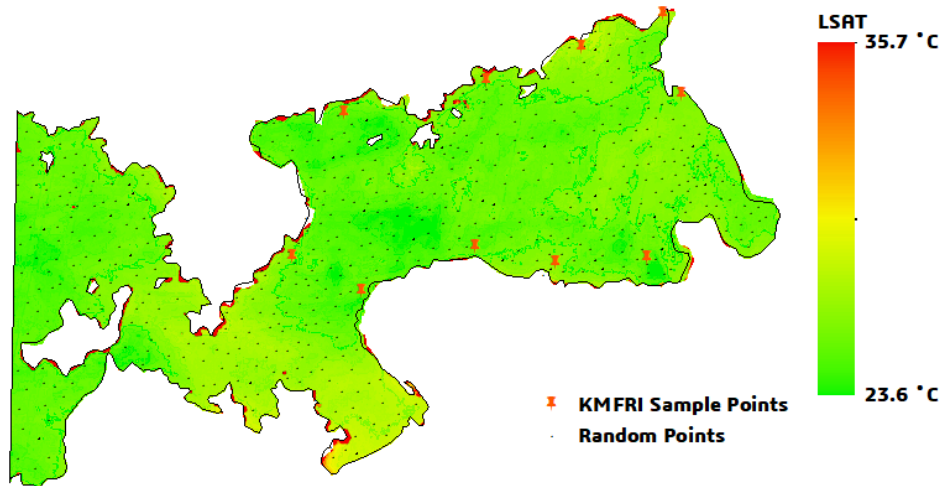 LSAT
35.7 °C
23.6 °C
KMFRI Sample Points
Random Points